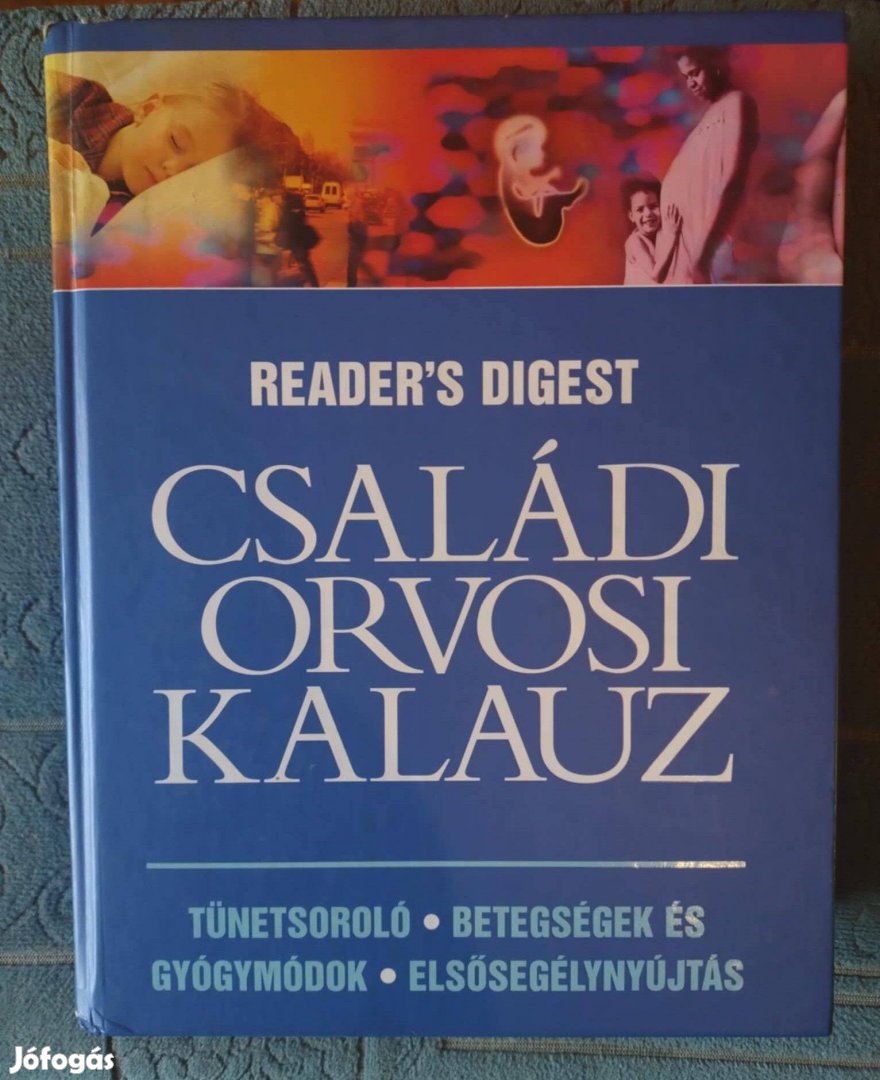 READER'S DIGEST
CSALÁDI
ORVOSI
KALAUZ
TÜNETSOROLÓ • BETEGSÉGEK ÉS
GYÓGYMÓDOK • ELSŐSEGÉLYNYÚJTÁS
Jófogás